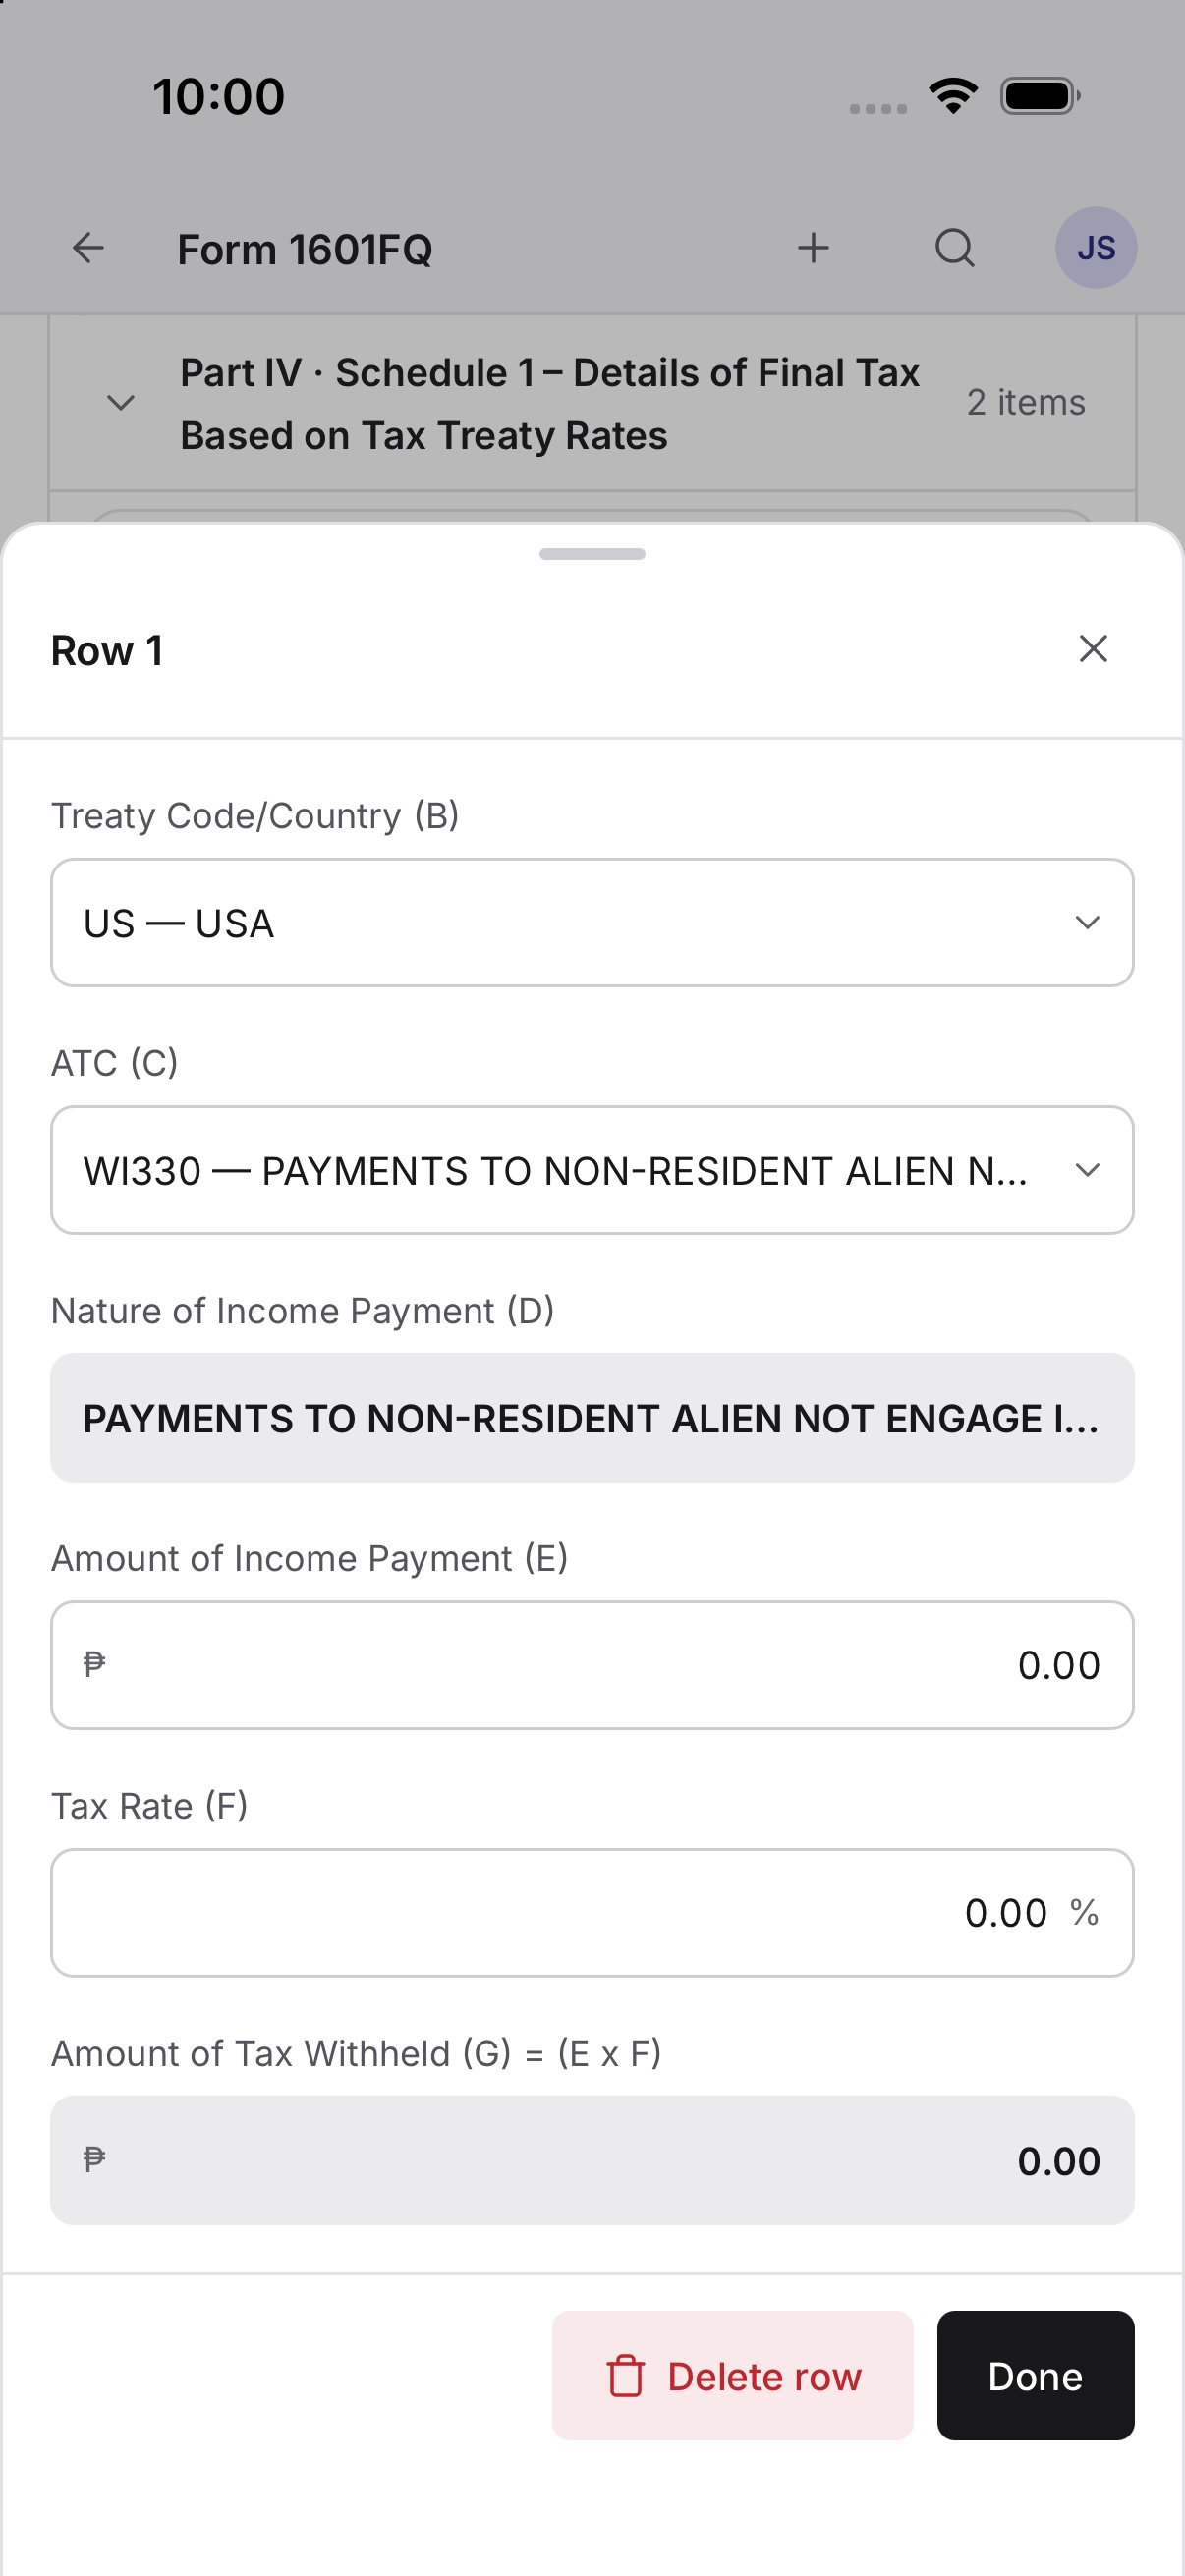 10:00
Form 1601FQ
JS
Part IV · Schedule 1 – Details of Final Tax
Based on Tax Treaty Rates
2 items
Row 1
Treaty Code/Country (B)
US — USA
ATC (C)
WI330 — PAYMENTS TO NON-RESIDENT ALIEN N...
Nature of Income Payment (D)
PAYMENTS TO NON-RESIDENT ALIEN NOT ENGAGE I...
Amount of Income Payment (E)
₱ 0.00
Tax Rate (F)
0.00 %
Amount of Tax Withheld (G) = (E x F)
₱ 0.00
Delete row
Done